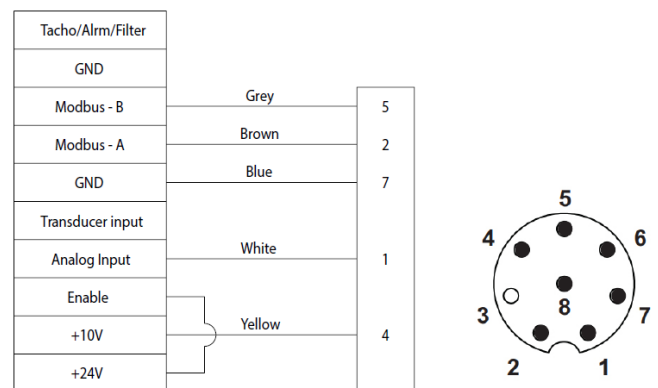 Tacho/Alrm/Filter
GND
Modbus - B
Grey
5
Modbus - A
Brown
2
GND
Blue
7
Transducer input
Analog Input
White
1
Enable
+10V
Yellow
4
+24V
5
4
6
3
8
7
2
1